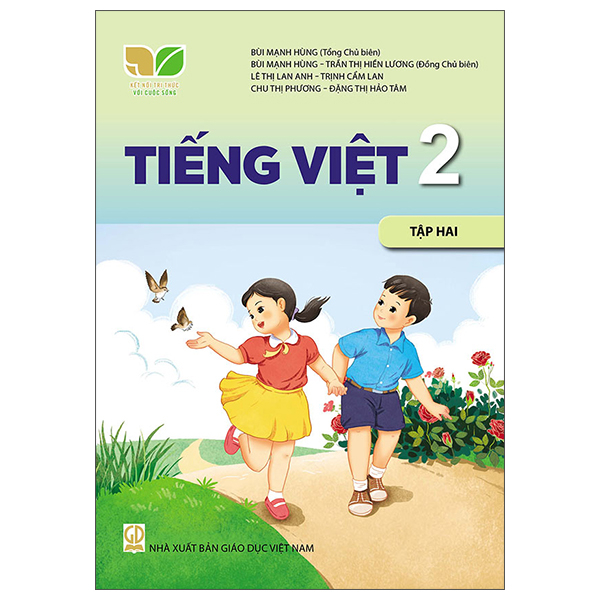 BÙI MẠNH HÙNG (Tổng Chủ biên)
BÙI MẠNH HÙNG – TRẦN THỊ HIỀN LƯƠNG (Đồng Chủ biên)
LÊ THỊ LAN ANH – TRỊNH CẨM LAN
CHU THỊ PHƯỢNG – ĐẶNG THỊ HẢO TÂM
KẾT NỐI TRI THỨC
VỚI CUỘC SỐNG
TIẾNG VIỆT 2
TẬP HAI
GD
NHÀ XUẤT BẢN GIÁO DỤC VIỆT NAM